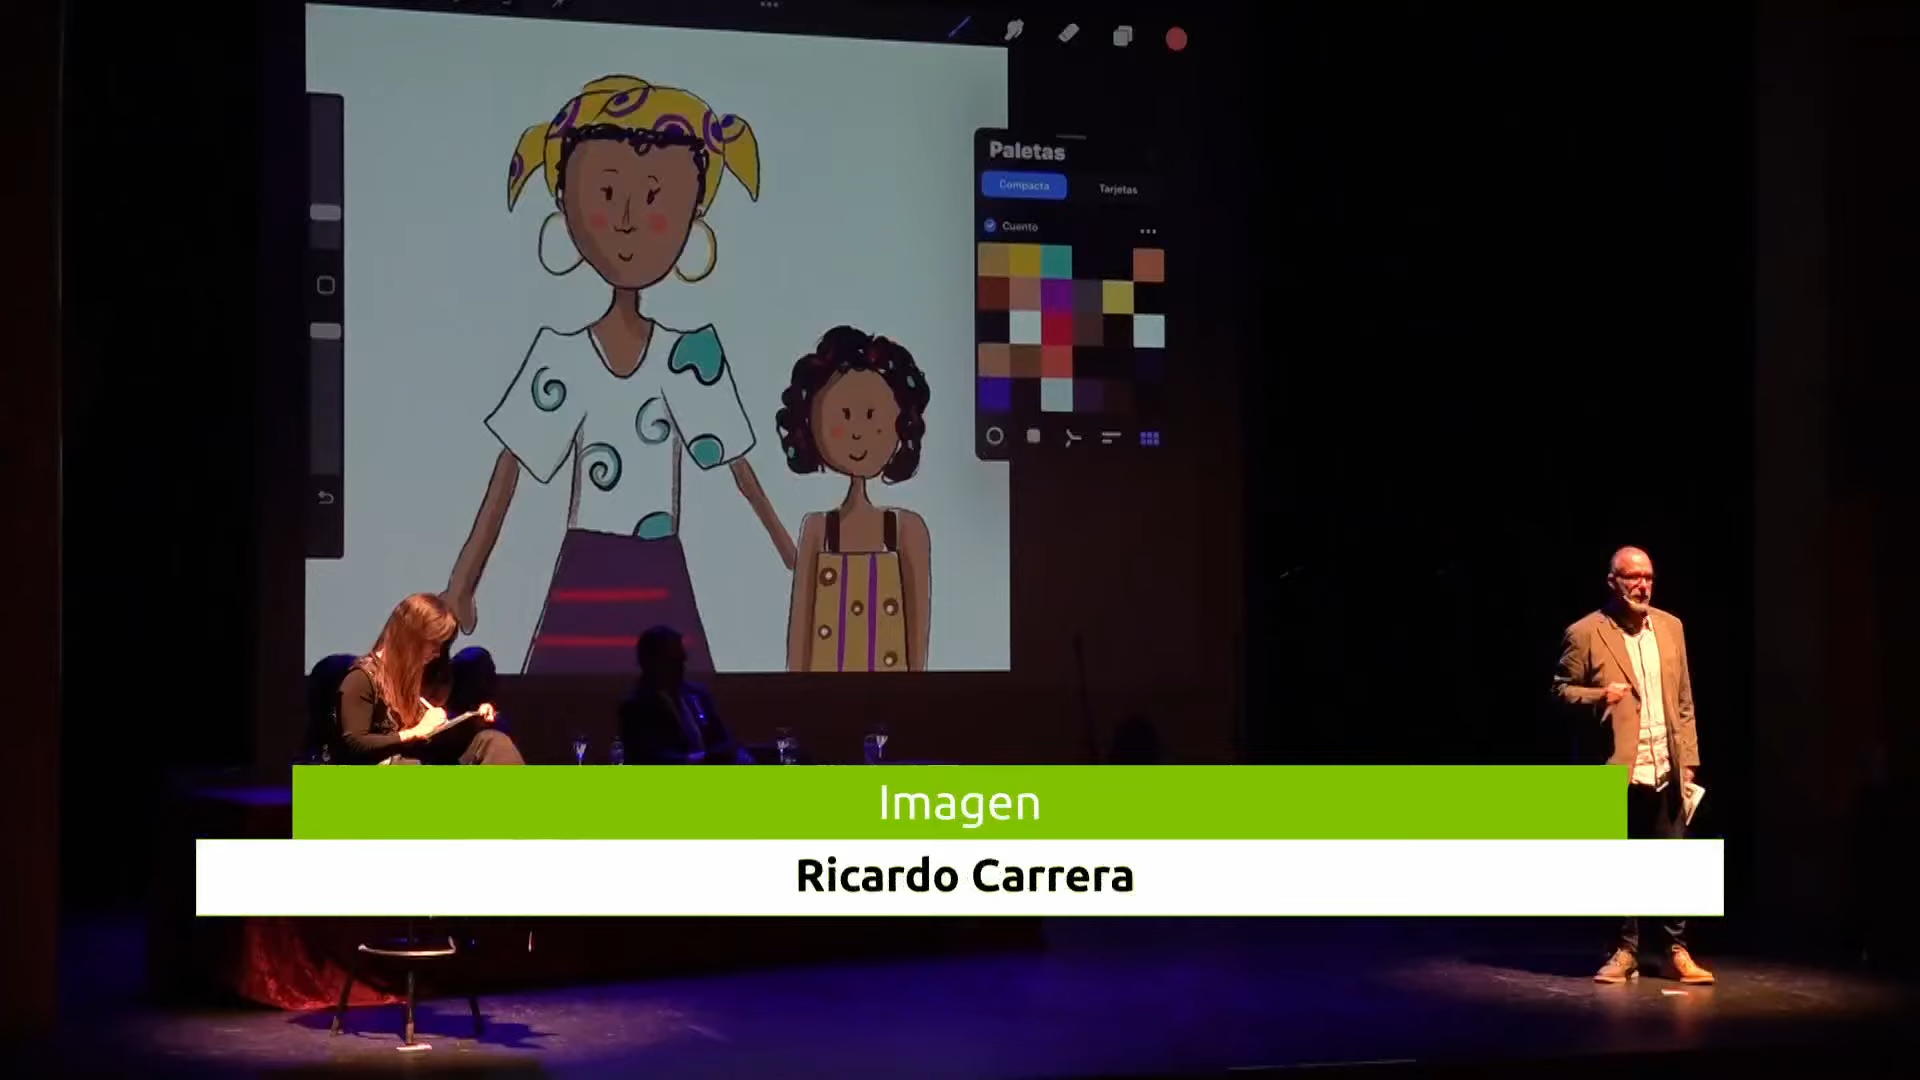 Paletas
Compacta Tarjetas
Cuento
Imagen
Ricardo Carrera